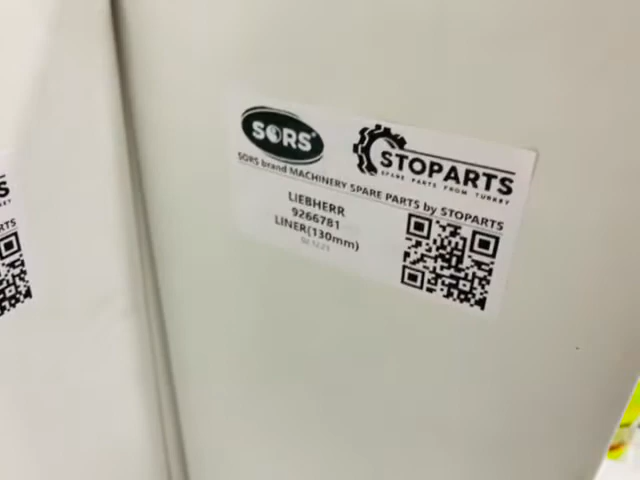 SORS
STOPARTS
SPARE PARTS FROM TURKEY
SORS brand MACHINERY SPARE PARTS by STOPARTS
LIEBHERR
9266781
LINER(130mm)